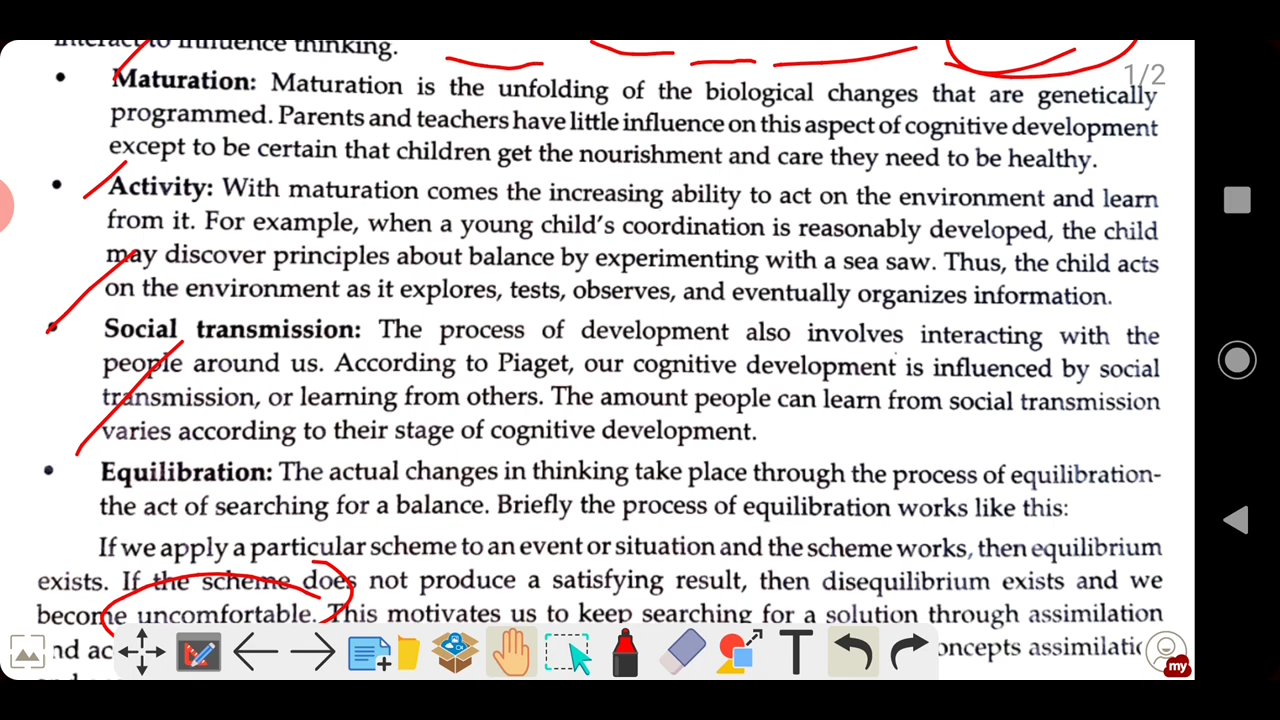 interact to influence thinking.
1/2
• Maturation: Maturation is the unfolding of the biological changes that are genetically
programmed. Parents and teachers have little influence on this aspect of cognitive development
except to be certain that children get the nourishment and care they need to be healthy.
• Activity: With maturation comes the increasing ability to act on the environment and learn
from it. For example, when a young child's coordination is reasonably developed, the child
may discover principles about balance by experimenting with a sea saw. Thus, the child acts
on the environment as it explores, tests, observes, and eventually organizes information.
• Social transmission: The process of development also involves interacting with the
people around us. According to Piaget, our cognitive development is influenced by social
transmission, or learning from others. The amount people can learn from social transmission
varies according to their stage of cognitive development.
• Equilibration: The actual changes in thinking take place through the process of equilibration-
the act of searching for a balance. Briefly the process of equilibration works like this:
If we apply a particular scheme to an event or situation and the scheme works, then equilibrium
exists. If the scheme does not produce a satisfying result, then disequilibrium exists and we
become uncomfortable. This motivates us to keep searching for a solution through assimilation
T
my